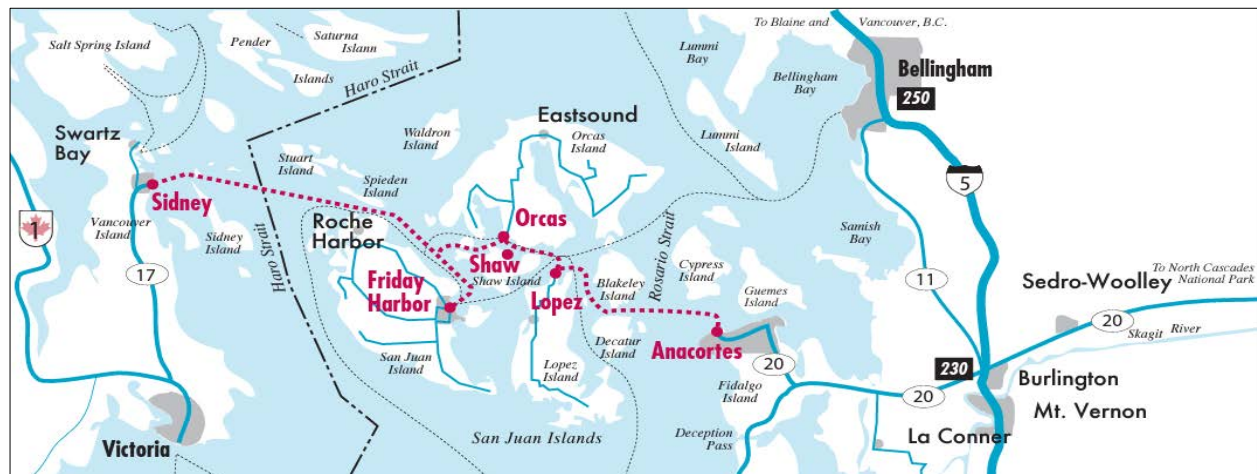 To Blaine and
Vancouver, B.C.
Salt Spring Island
Pender
Saturna
Islann
Islands
Haro Strait
Lummi
Bay
Bellingham
Bay
Bellingham
250
Swartz
Bay
Waldron
Island
Eastsound
Orcas
Island
Lummi
Island
Stuart
Island
Spieden
Island
5
Sidney
1
Vancouver
Island
Sidney
Island
Haro Strait
Roche
Harbor
Orcas
Shaw
Shaw Island
Rosario Strait
Samish
Bay
17
Friday
Harbor
Lopez
Blakeley
Island
Cypress
Island
Guemes
Island
11
Sedro-Woolley
To North Cascades
National Park
20
Skagit River
San Juan
Island
Lopez
Island
Decatur
Island
Anacortes
20
Fidalgo
Island
230
20
Burlington
Mt. Vernon
Victoria
San Juan Islands
Deception
Pass
La Conner